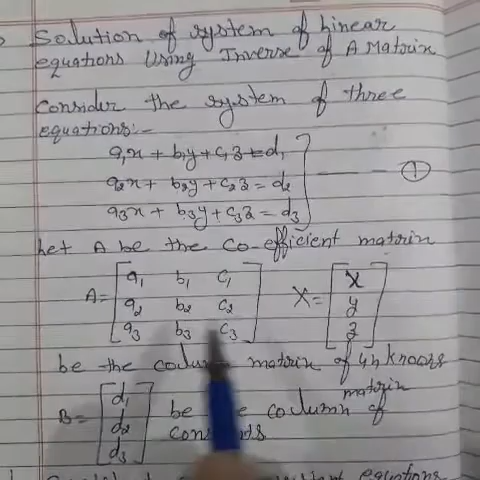 Solution of system of Linear
equations Using Inverse of A Matrix
Consider the system of three
equations:-
a₁x + b₁y + c₁z = d₁
a₂x + b₂y + c₂z = d₂ — ①
a₃x + b₃y + c₃z = d₃
Let A be the Co-efficient matrix
A = [a₁ b₁ c₁ X = [x
a₂ b₂ c₂ y
a₃ b₃ c₃] z]
be the column matrix of unknowns
B = [d₁ be the column matrix of
d₂ constants
d₃]
equations